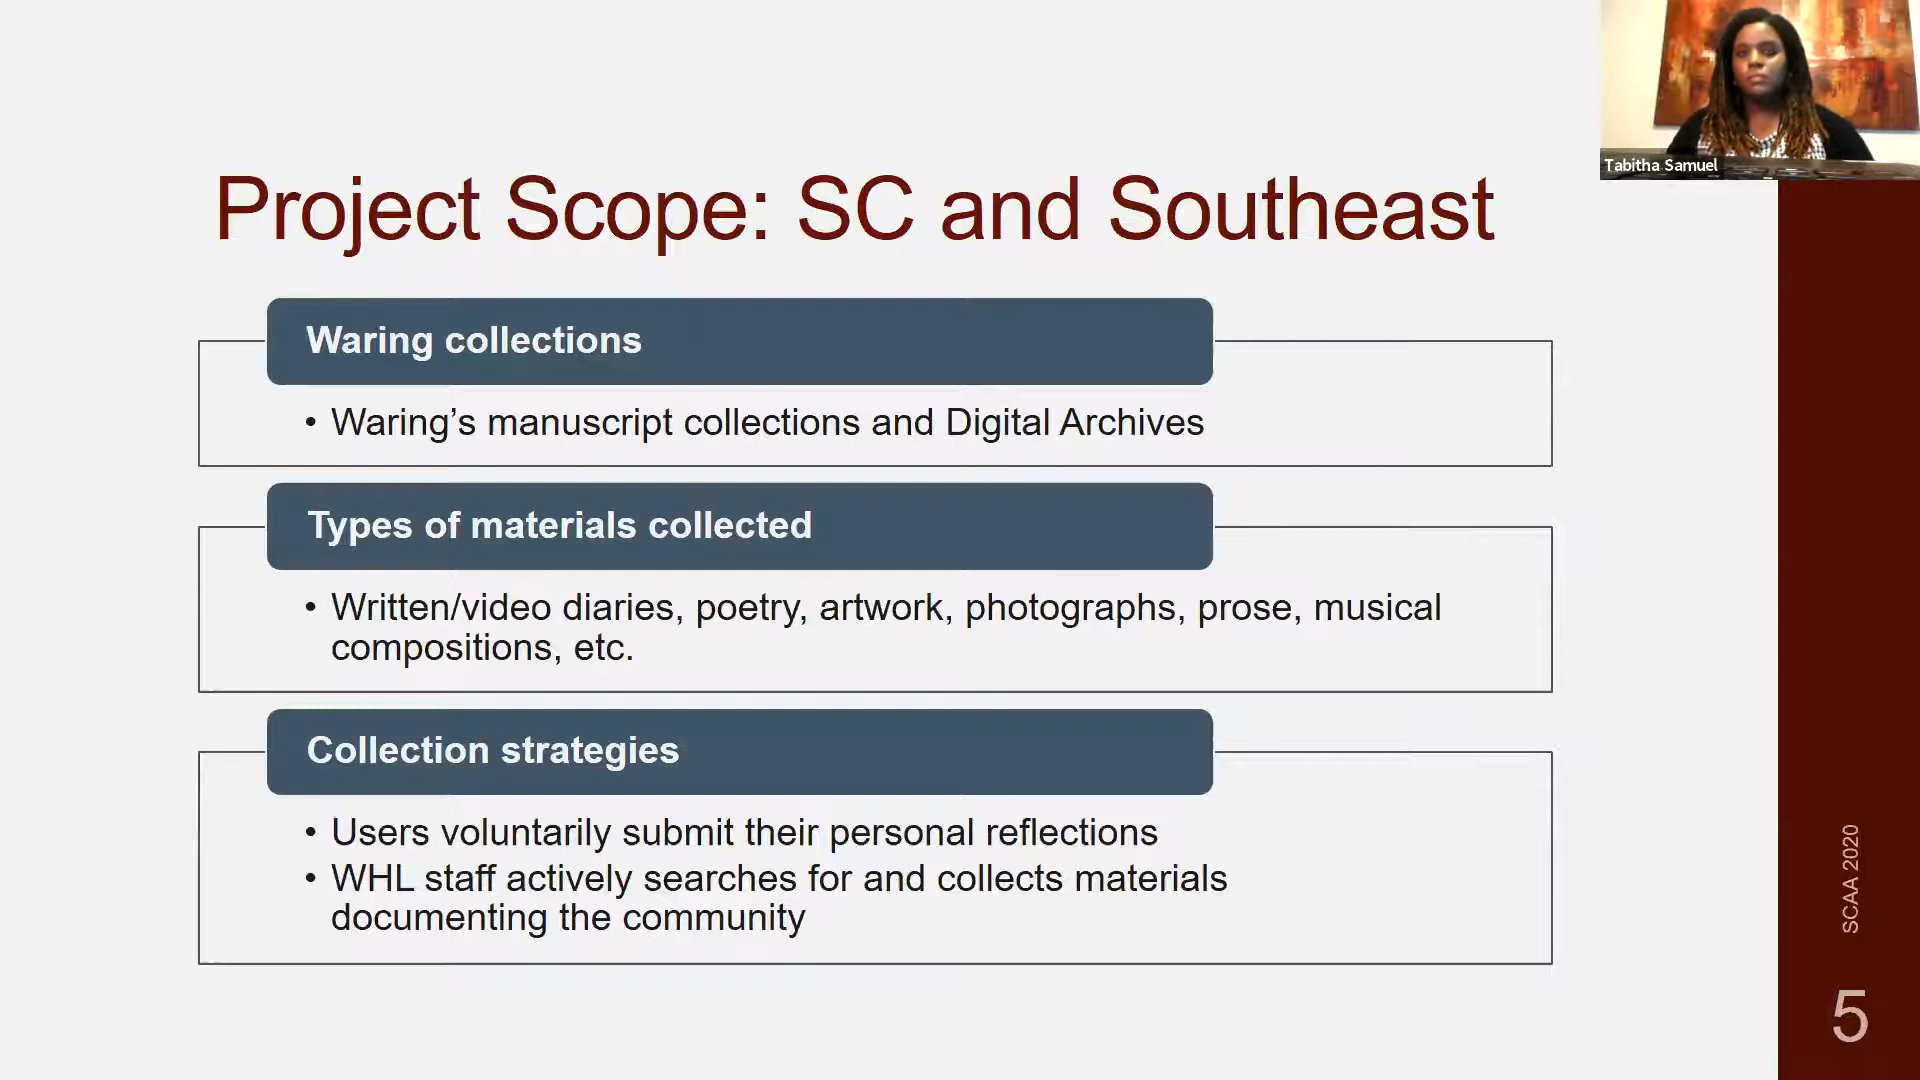 Tabitha Samuel
Project Scope: SC and Southeast
Waring collections
• Waring’s manuscript collections and Digital Archives
Types of materials collected
• Written/video diaries, poetry, artwork, photographs, prose, musical
compositions, etc.
Collection strategies
• Users voluntarily submit their personal reflections
• WHL staff actively searches for and collects materials
documenting the community
SCAA 2020
5